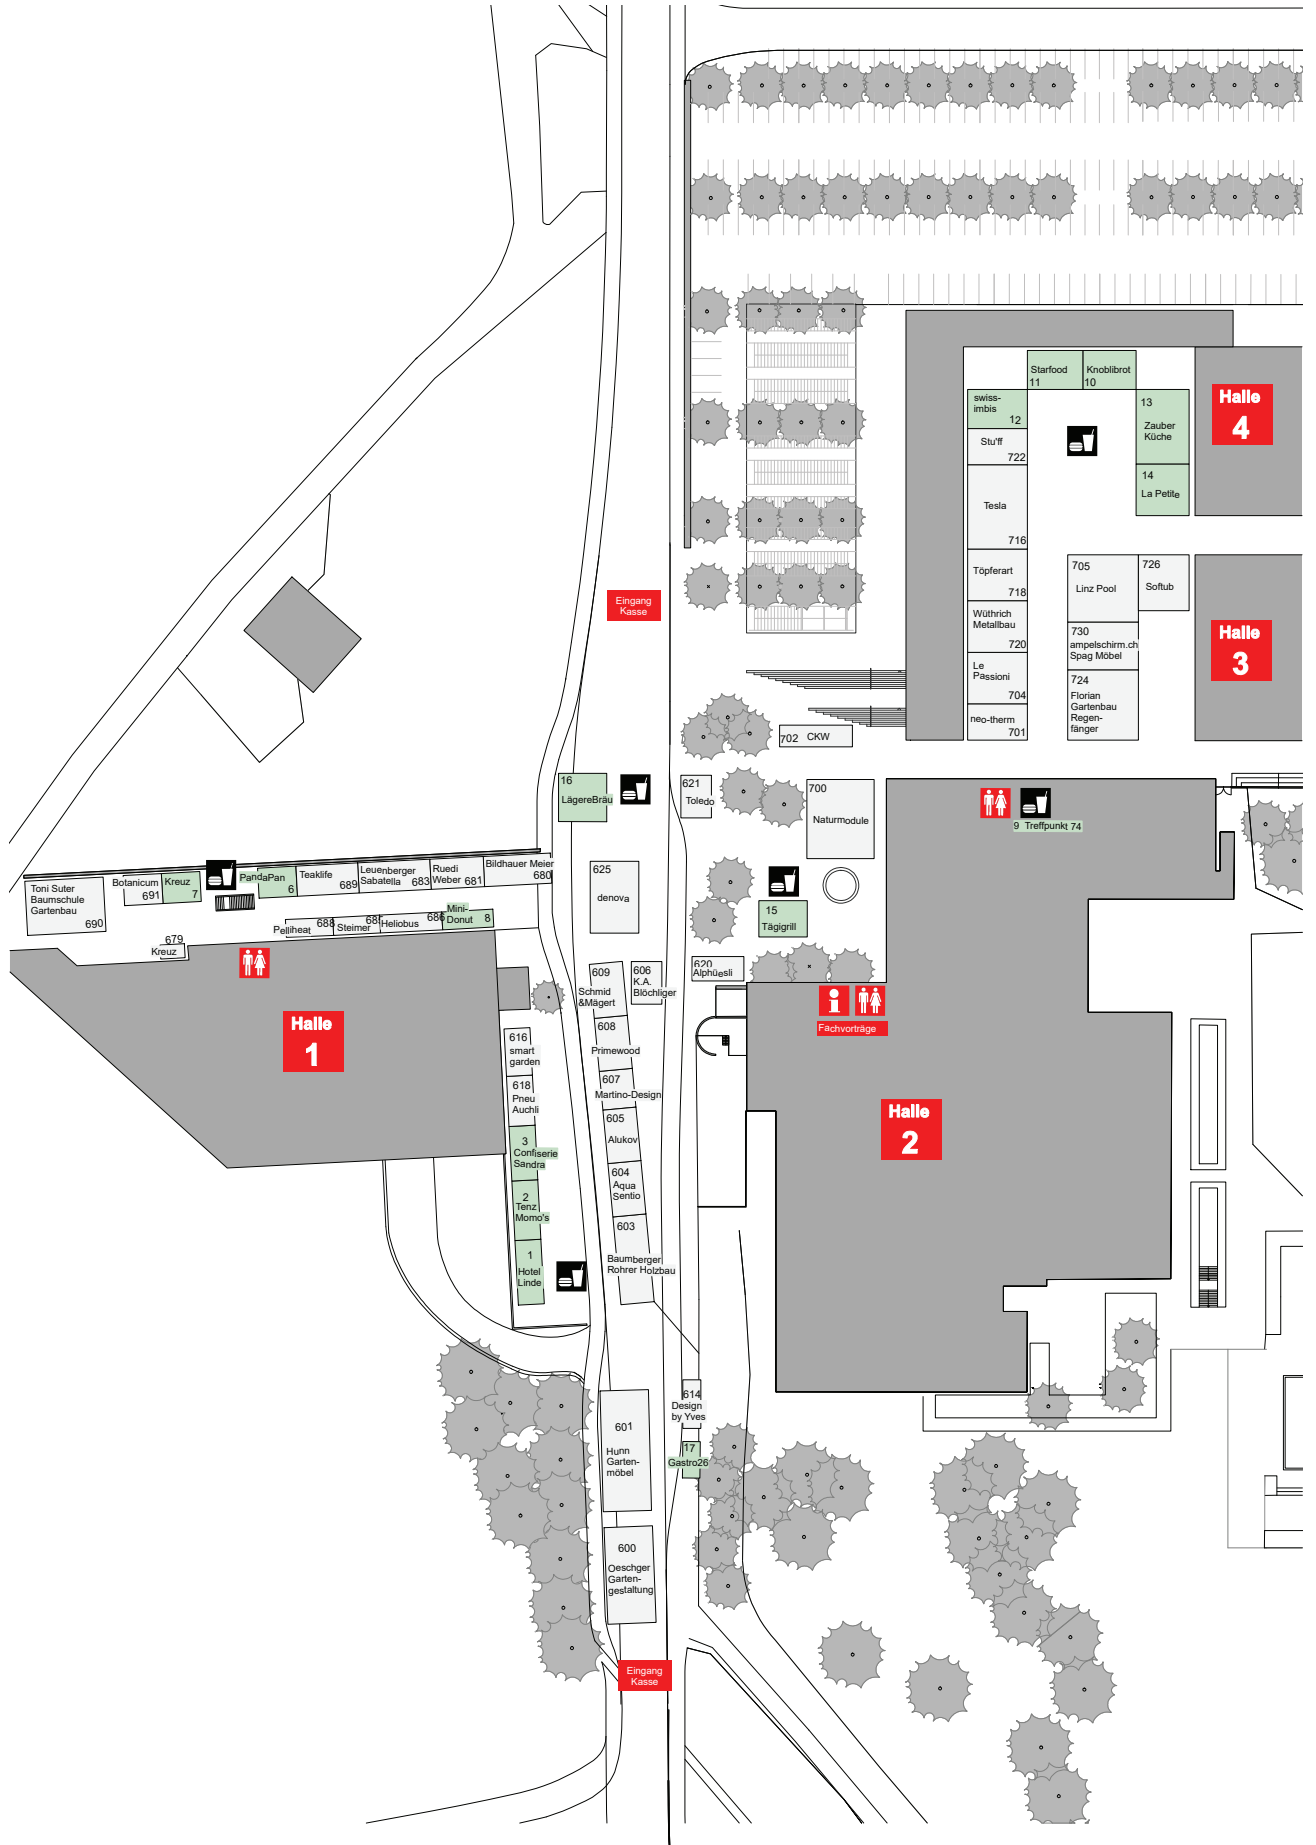 Starfood
11
Knoblibrot
10
swiss-
imbis
12
13
Zauber
Küche
Halle
4
Stu'ff
722
14
La Petite
Tesla
716
Töpferart
718
705
Linz Pool
726
Softub
Eingang
Kasse
Wüthrich
Metallbau
720
730
ampelschirm.ch
Spag Möbel
Halle
3
Le
Passioni
704
724
Florian
Gartenbau
Regen-
fänger
neo-therm
701
702 CKW
16
LägereBräu
621
Toledo
700
Naturmodule
9 Treffpunkt 74
Toni Suter
Baumschule
Gartenbau
690
Botanicum
691
Kreuz
7
PandaPan
6
Teaklife
689
Leuenberger
Sabatella
683
Ruedi
Weber 681
Bildhauer Meier
680
625
denova
15
Tägigrill
Pelliheat
688
Steimer
685
Heliobus
686
Mini-
Donut 8
679
Kreuz
609
Schmid
&Mägert
606
K.A.
Blöchliger
620
Alphüesli
Fachvorträge
Halle
1
616
smart
garden
608
Primewood
618
Pneu
Auchli
607
Martino-Design
605
Alukov
Halle
2
3
Confiserie
Sandra
604
Aqua
Sentio
2
Tenz
Momo's
603
Baumberger
Rohrer Holzbau
1
Hotel
Linde
601
Hunn
Garten-
möbel
614
Design
by Yves
17
Gastro26
600
Oeschger
Garten-
gestaltung
Eingang
Kasse